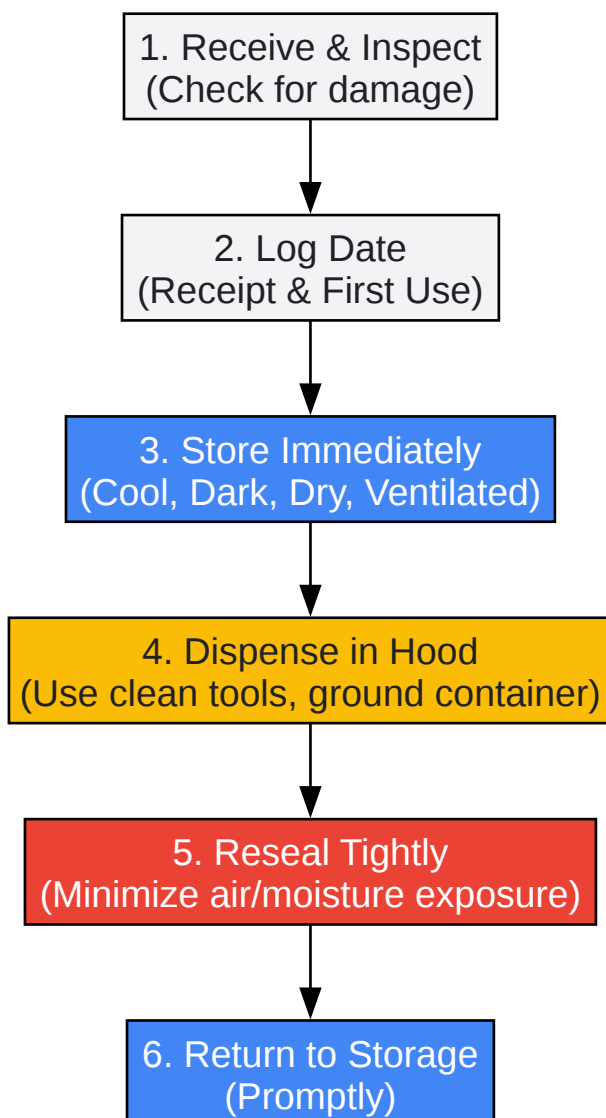 1. Receive & Inspect
(Check for damage)
2. Log Date
(Receipt & First Use)
3. Store Immediately
(Cool, Dark, Dry, Ventilated)
4. Dispense in Hood
(Use clean tools, ground container)
5. Reseal Tightly
(Minimize air/moisture exposure)
6. Return to Storage
(Promptly)